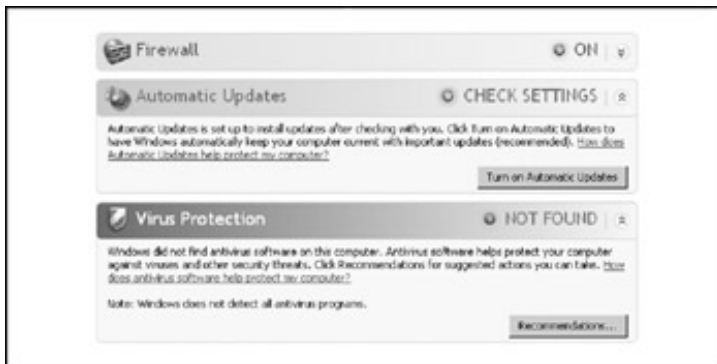 Firewall ON
Automatic Updates CHECK SETTINGS
Automatic Updates is set up to install updates after checking with you. Click Turn on Automatic Updates to
have Windows automatically keep your computer current with important updates (recommended). How does
Automatic Updates help protect my computer?
Turn on Automatic Updates
Virus Protection NOT FOUND
Windows did not find antivirus software on this computer. Antivirus software helps protect your computer
against viruses and other security threats. Click Recommendations for suggested actions you can take. How
does antivirus software help protect my computer?
Note: Windows does not detect all antivirus programs.
Recommendations...